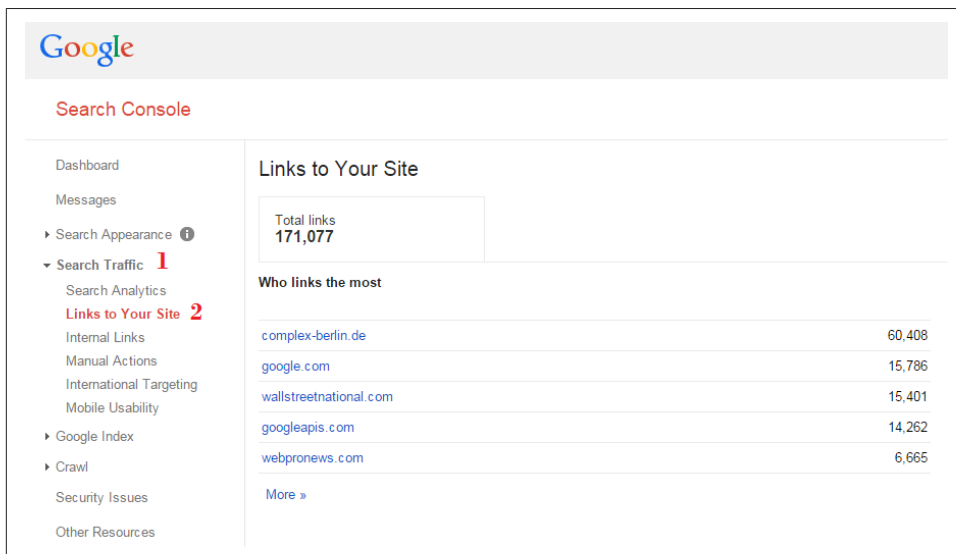 Google
Search Console
Dashboard
Messages
Search Appearance
Search Traffic 1
Search Analytics
Links to Your Site 2
Internal Links
Manual Actions
International Targeting
Mobile Usability
Google Index
Crawl
Security Issues
Other Resources
Links to Your Site
Total links
171,077
Who links the most
complex-berlin.de 60,408
google.com 15,786
wallstreetnational.com 15,401
googleapis.com 14,262
webpronews.com 6,665
More »